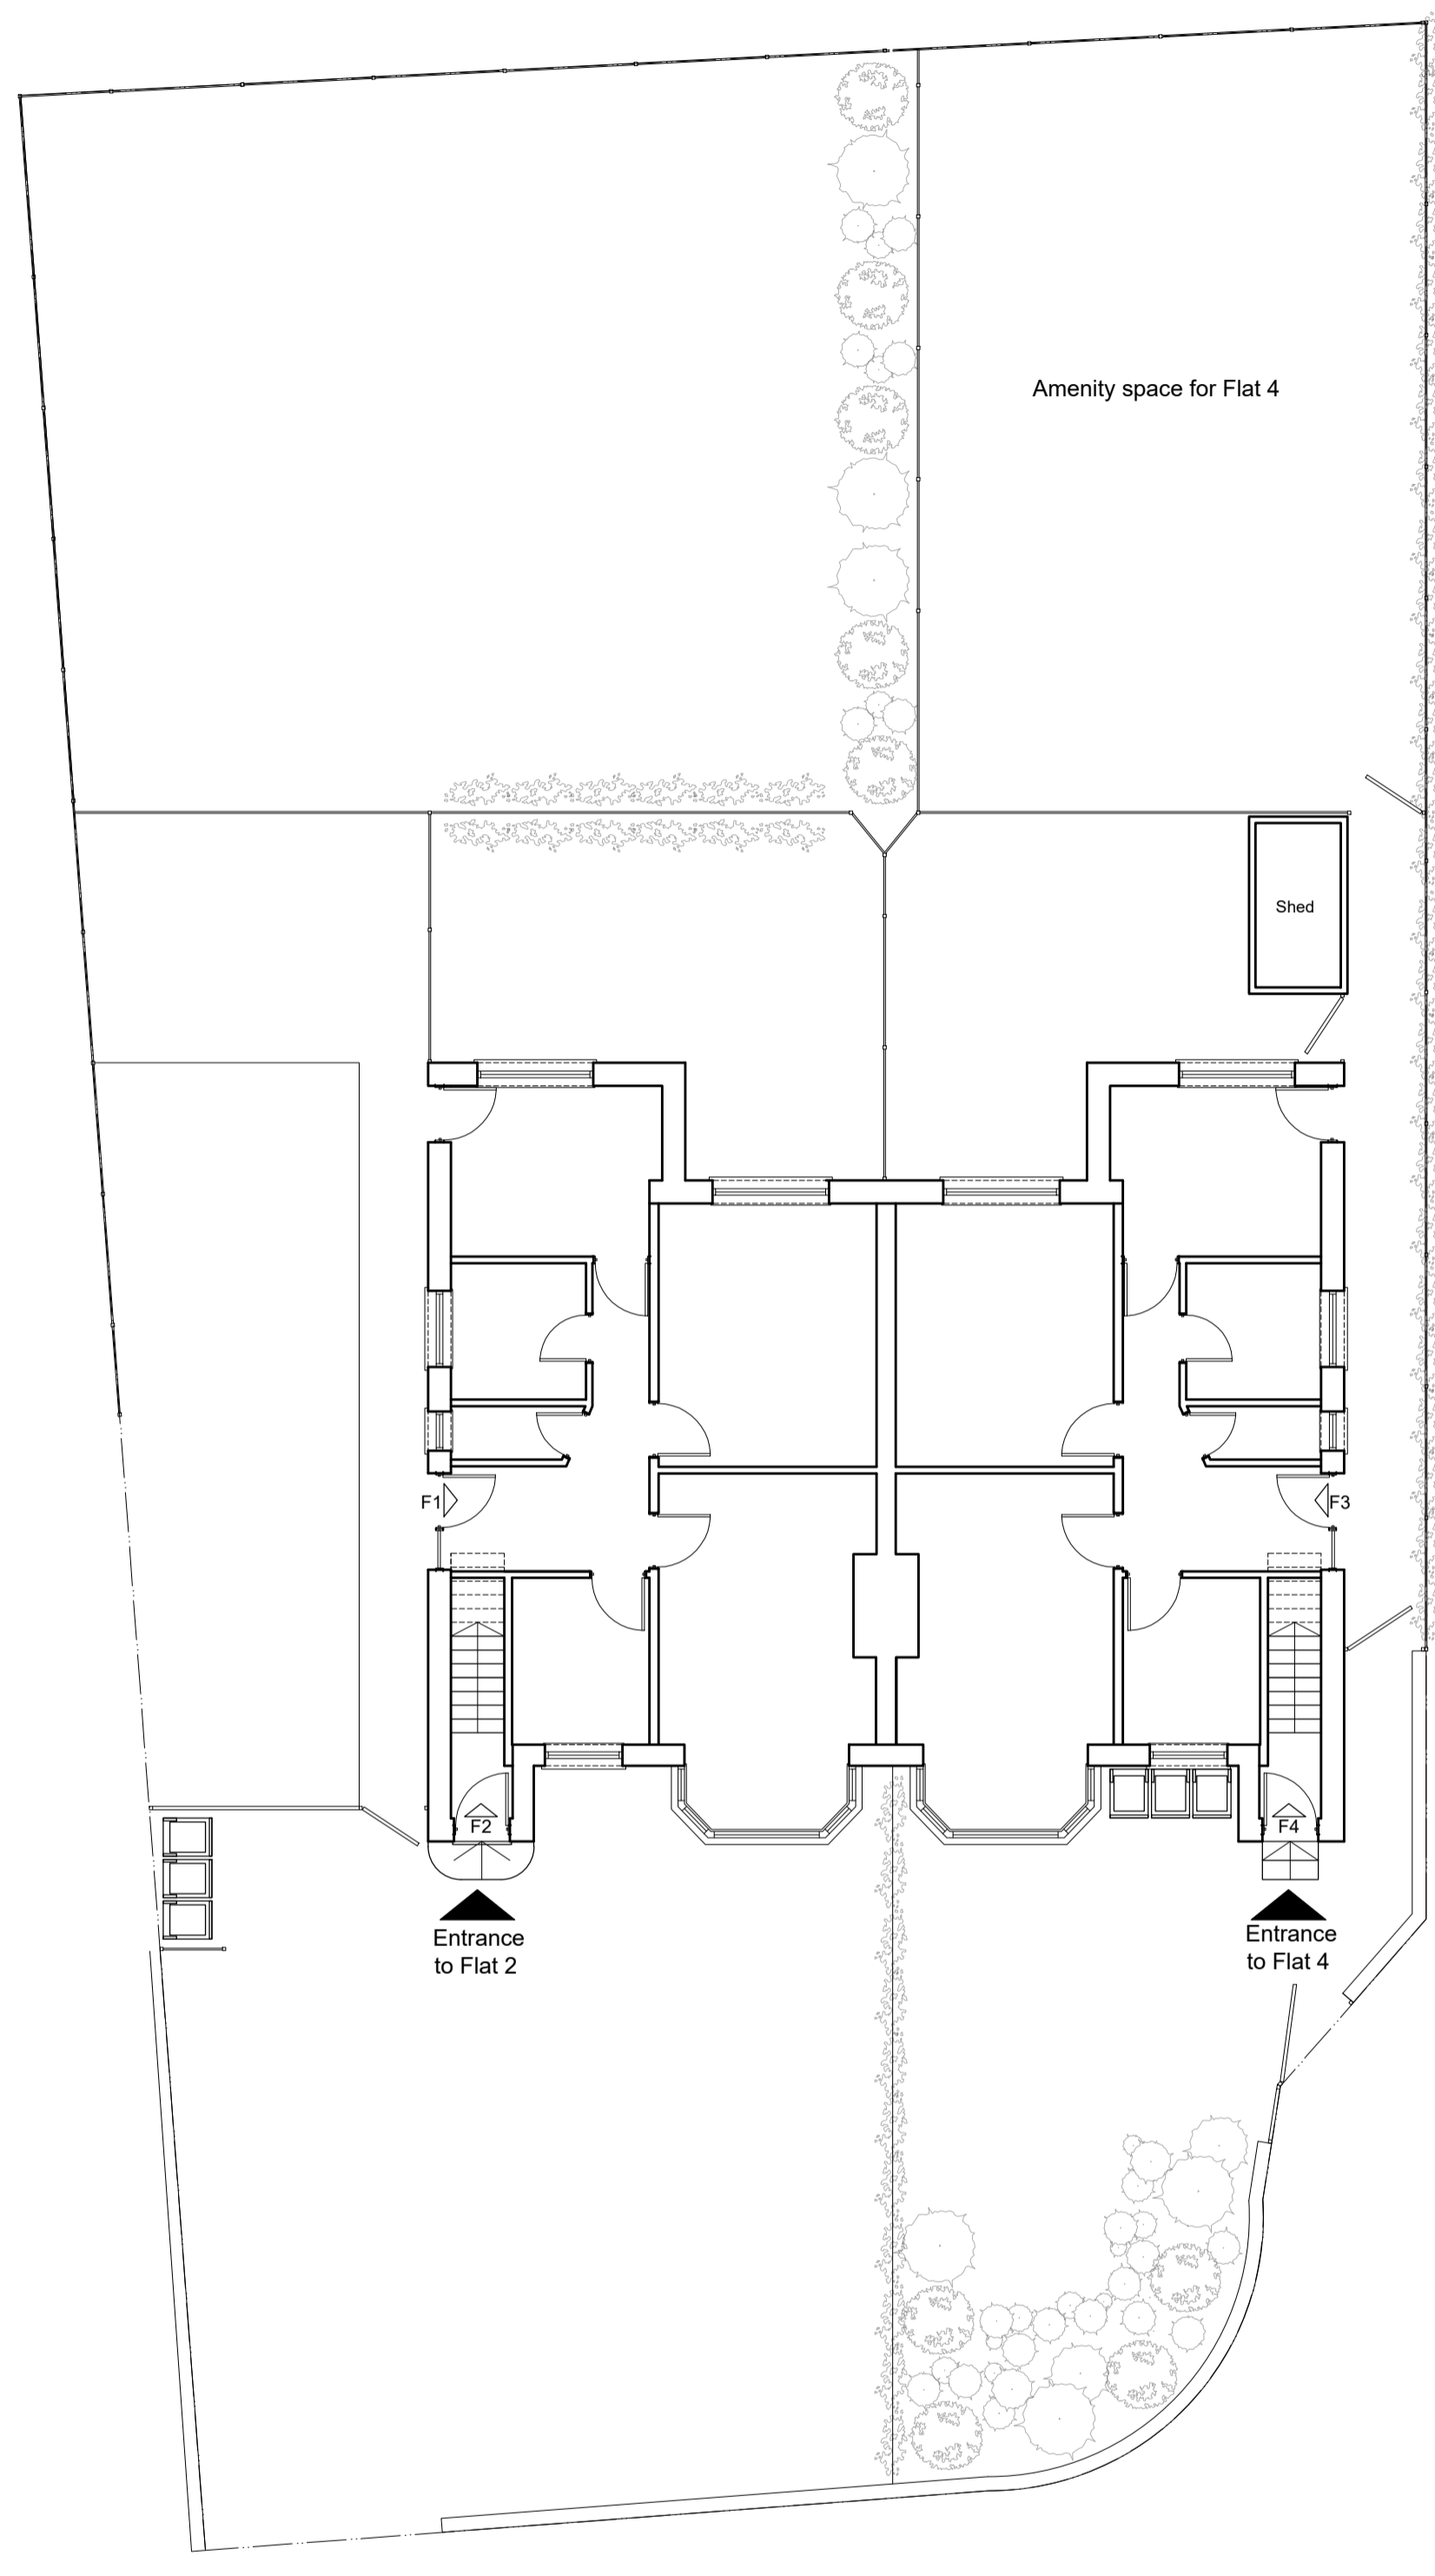 Amenity space for Flat 4
Shed
F1
F3
F2
F4
Entrance
to Flat 2
Entrance
to Flat 4